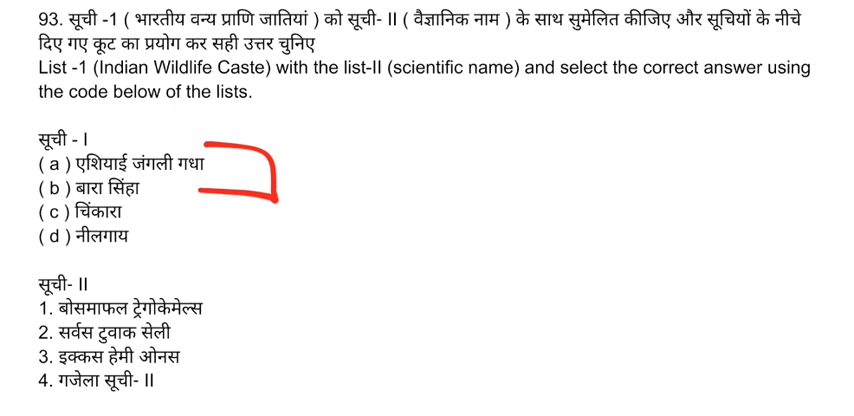 93. सूची -1 ( भारतीय वन्य प्राणि जातियां ) को सूची- II ( वैज्ञानिक नाम ) के साथ सुमेलित कीजिए और सूचियों के नीचे
दिए गए कूट का प्रयोग कर सही उत्तर चुनिए
List -1 (Indian Wildlife Caste) with the list-II (scientific name) and select the correct answer using
the code below of the lists.
सूची - I
( a ) एशियाई जंगली गधा
( b ) बारा सिंहा
( c ) चिंकारा
( d ) नीलगाय
सूची- II
1. बोसमाफल ट्रेगोकेमेल्स
2. सर्वस टुवाक सेली
3. इक्कस हेमी ओनस
4. गजेला सूची- II